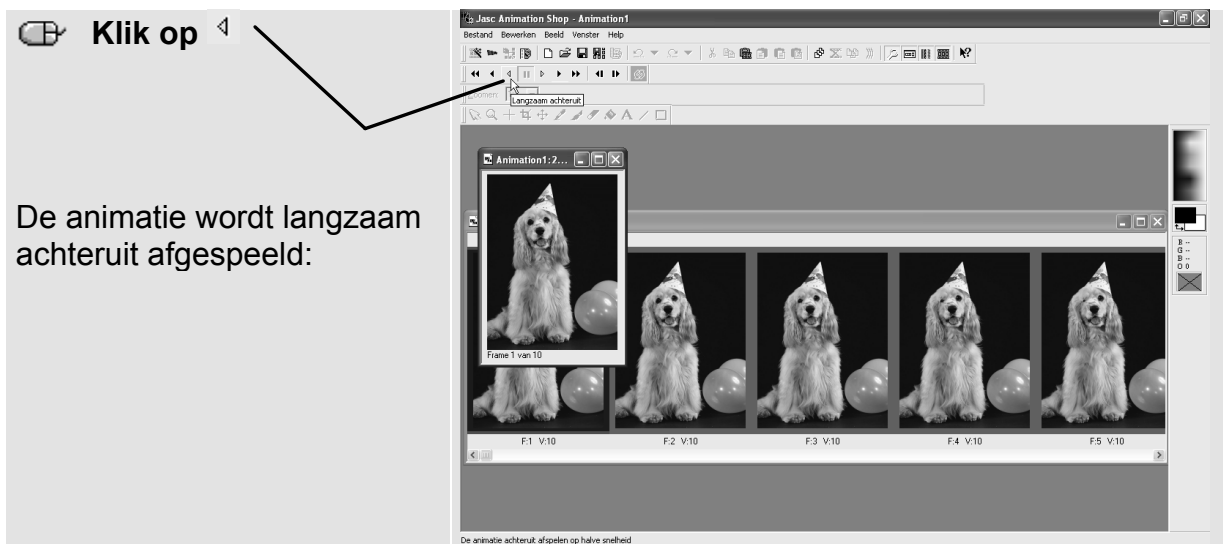 Klik op
De animatie wordt langzaam
achteruit afgespeeld:
Jasc Animation Shop - Animation1
Bestand Bewerken Beeld Venster Help
Zoomen:
Langzaam achteruit
Animation1:2...
Frame 1 van 10
F:1 V:10
F:2 V:10
F:3 V:10
F:4 V:10
F:5 V:10
R --
G --
B --
O 0
De animatie achteruit afspelen op halve snelheid